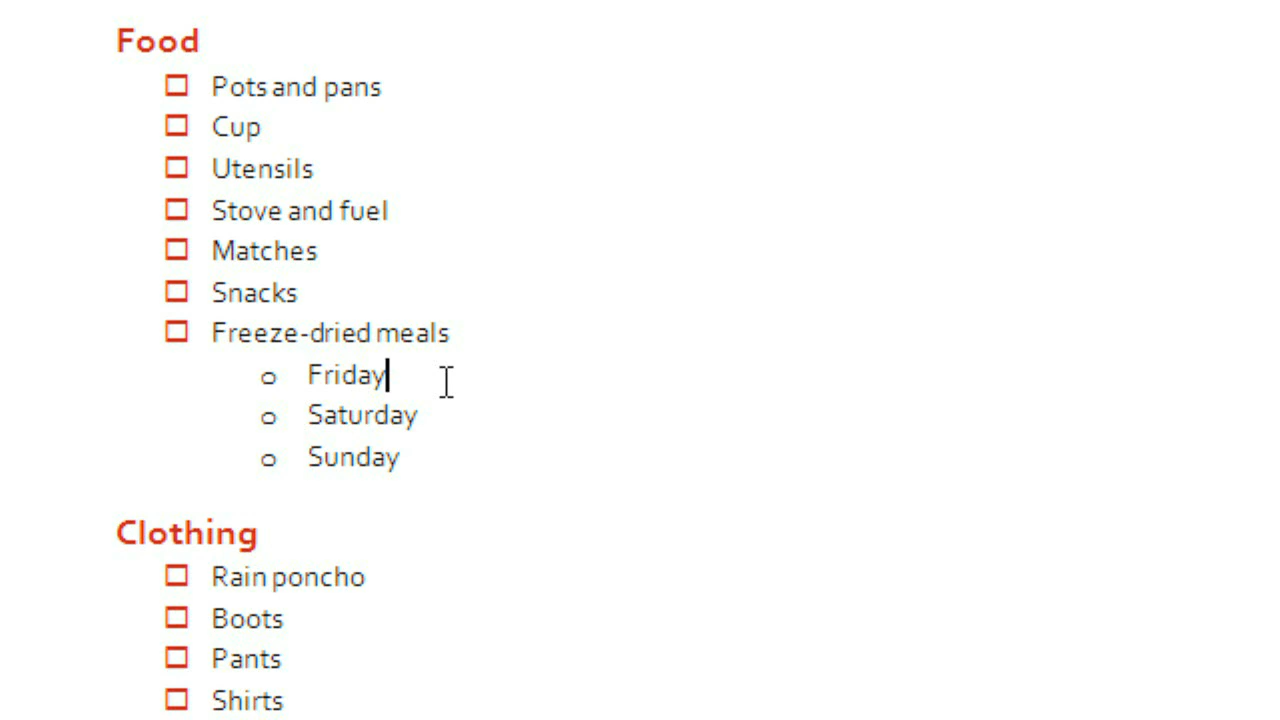 Food
Pots and pans
Cup
Utensils
Stove and fuel
Matches
Snacks
Freeze-dried meals
Friday
Saturday
Sunday
Clothing
Rain poncho
Boots
Pants
Shirts